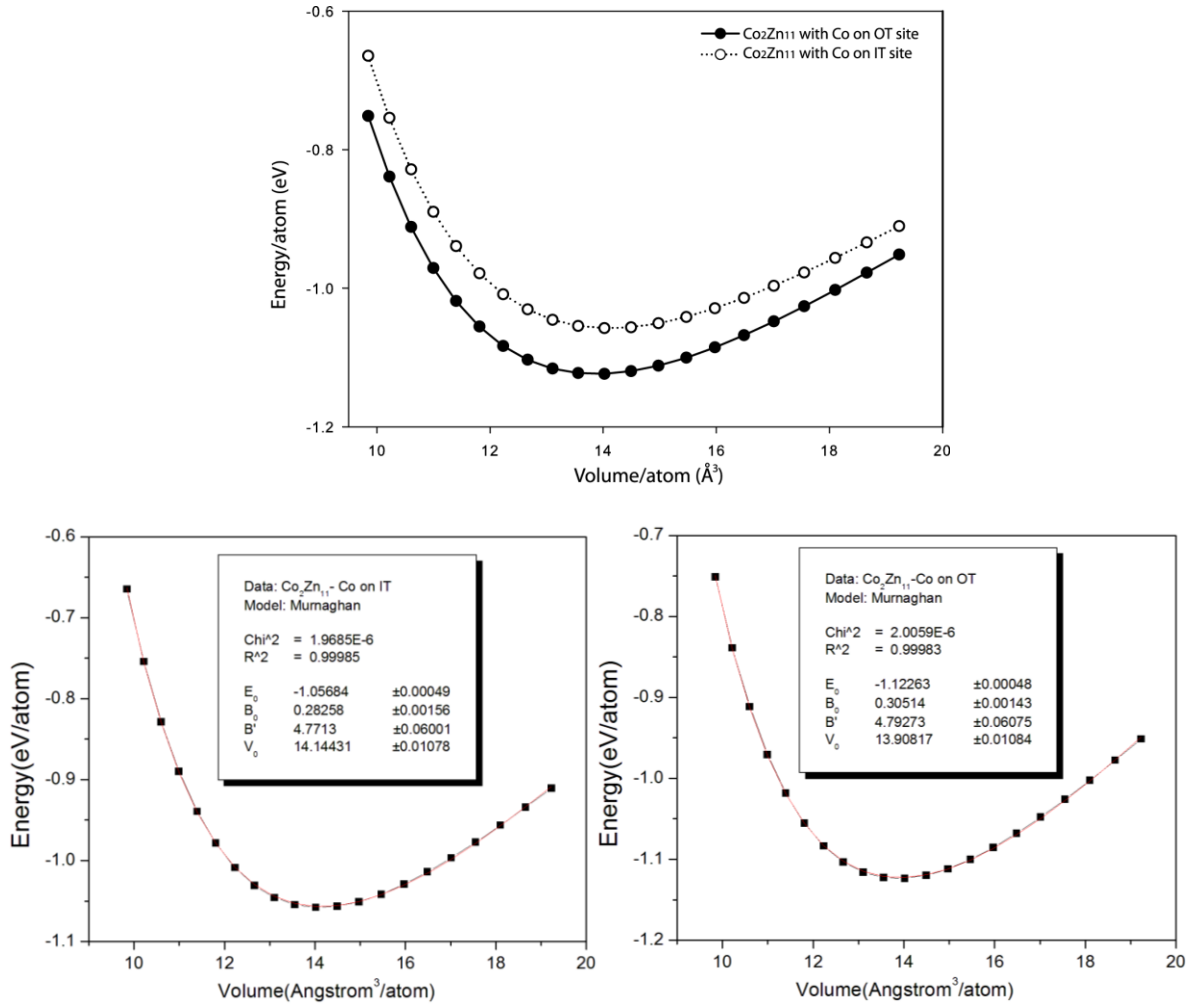 -0.6
-0.8
-1.0
-1.2
Energy/atom (eV)
Co₂Zn₁₁ with Co on OT site
Co₂Zn₁₁ with Co on IT site
10 12 14 16 18 20
Volume/atom (Å³)
-0.6
-0.7
-0.8
-0.9
-1.0
-1.1
Energy(eV/atom)
Data: Co₂Zn₁₁- Co on IT
Model: Murnaghan
Chi^2 = 1.9685E-6
R^2 = 0.99985
E₀ -1.05684 ±0.00049
B₀ 0.28258 ±0.00156
B' 4.7713 ±0.06001
V₀ 14.14431 ±0.01078
10 12 14 16 18 20
Volume(Angstrom³/atom)
-0.7
-0.8
-0.9
-1.0
-1.1
-1.2
Energy(eV/atom)
Data: Co₂Zn₁₁-Co on OT
Model: Murnaghan
Chi^2 = 2.0059E-6
R^2 = 0.99983
E₀ -1.12263 ±0.00048
B₀ 0.30514 ±0.00143
B' 4.79273 ±0.06075
V₀ 13.90817 ±0.01084
10 12 14 16 18 20
Volume(Angstrom³/atom)